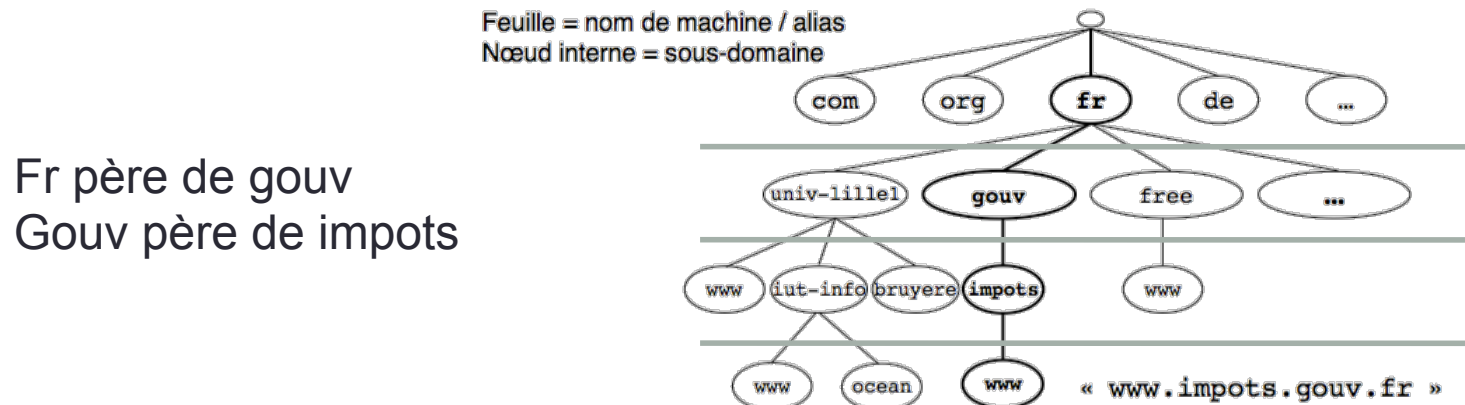 Feuille = nom de machine / alias
Nœud interne = sous-domaine
com org fr de ...
Fr père de gouv
Gouv père de impots
univ-lille1 gouv free ...
www iut-info bruyere impots www
www ocean www « www.impots.gouv.fr »